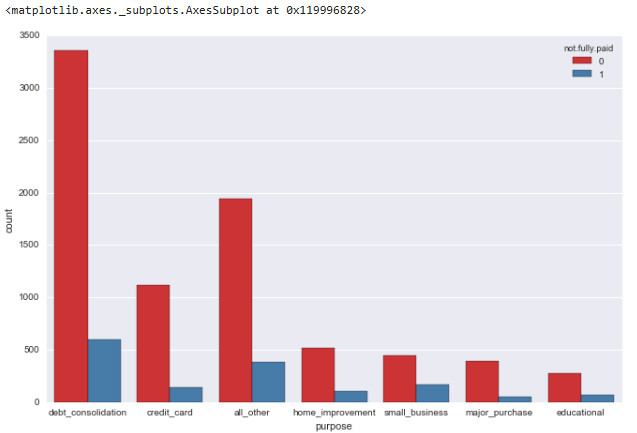 <matplotlib.axes._subplots.AxesSubplot at 0x119996828>
3500
3000
2500
2000
1500
1000
500
0
count
not.fully.paid
0
1
debt_consolidation credit_card all_other home_improvement small_business major_purchase educational
purpose